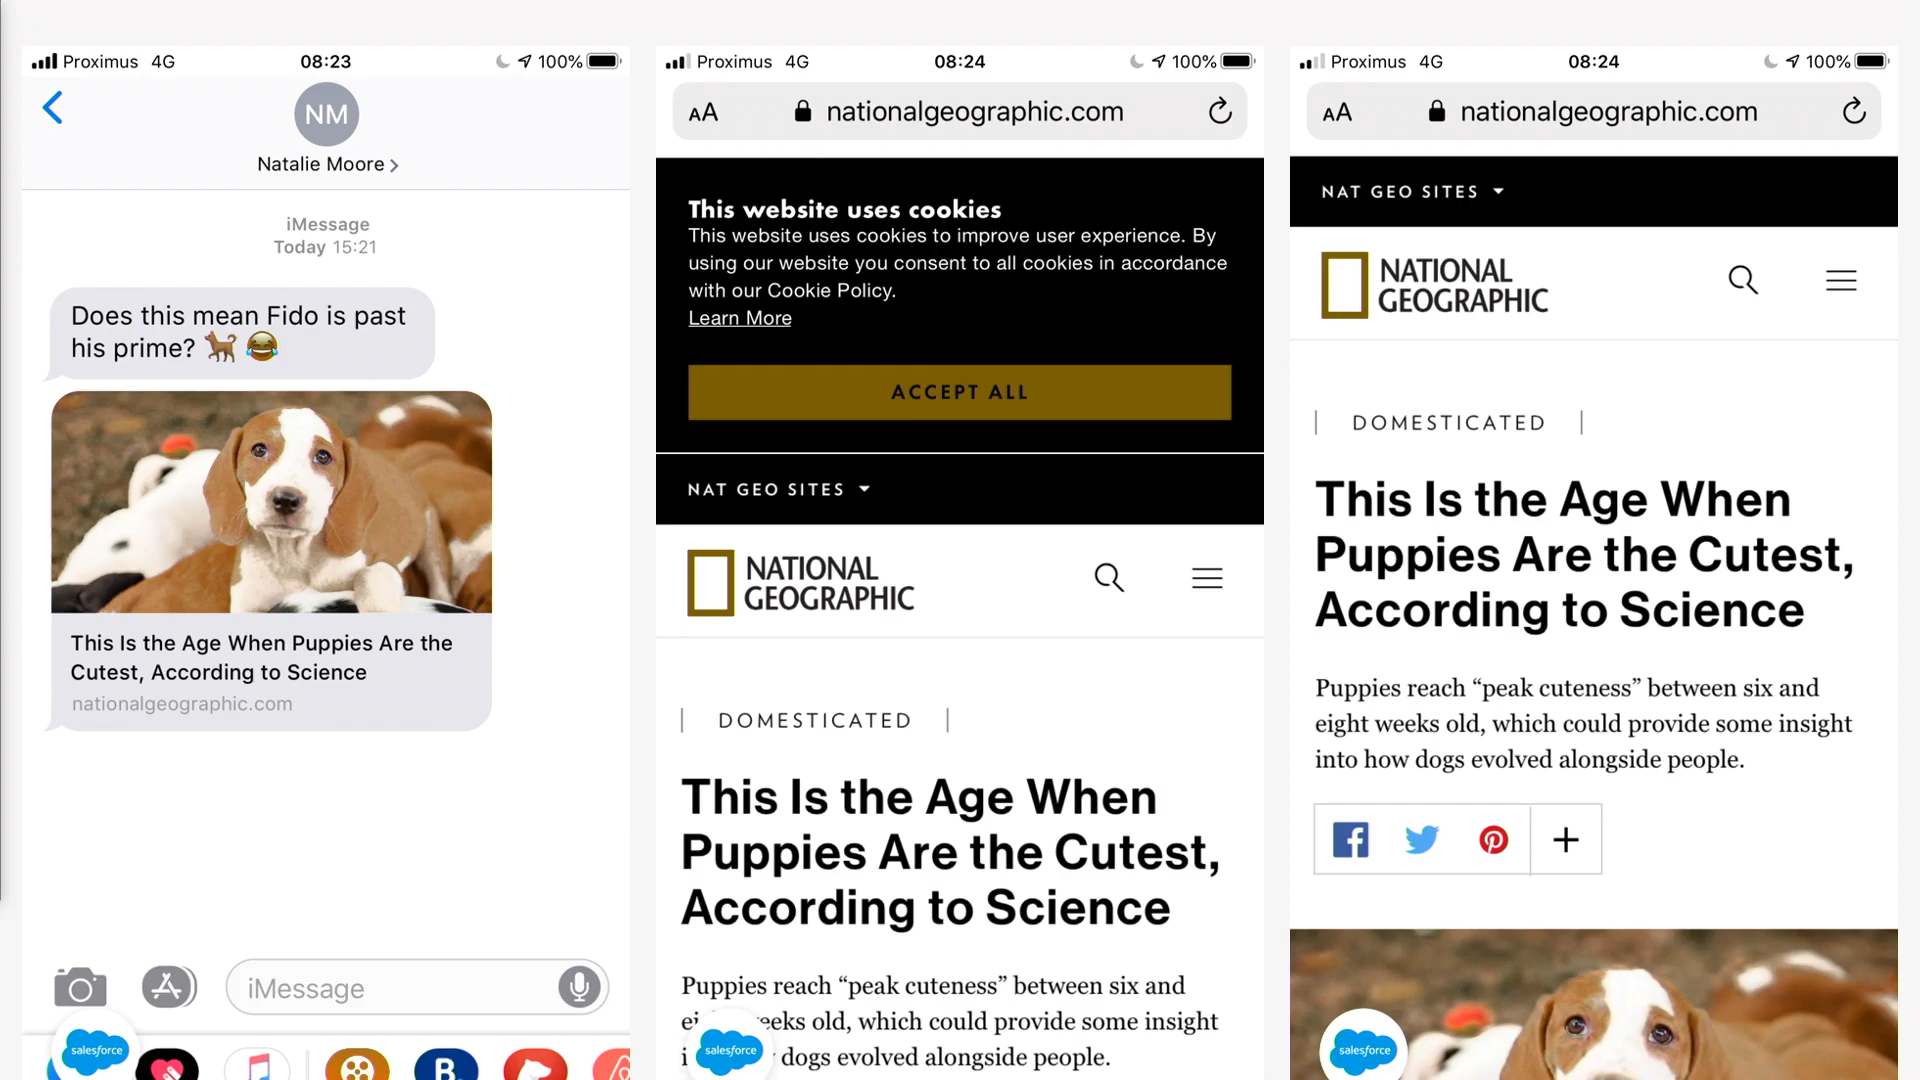 Proximus 4G 08:23 100%
NM
Natalie Moore
iMessage
Today 15:21
Does this mean Fido is past
his prime?
This Is the Age When Puppies Are the
Cutest, According to Science
nationalgeographic.com
iMessage
salesforce
B.
Proximus 4G 08:24 100%
AA nationalgeographic.com
This website uses cookies
This website uses cookies to improve user experience. By
using our website you consent to all cookies in accordance
with our Cookie Policy.
Learn More
ACCEPT ALL
NAT GEO SITES
NATIONAL
GEOGRAPHIC
DOMESTICATED
This Is the Age When
Puppies Are the Cutest,
According to Science
Puppies reach “peak cuteness” between six and
eeks old, which could provide some insight
dogs evolved alongside people.
salesforce
Proximus 4G 08:24 100%
AA nationalgeographic.com
NAT GEO SITES
NATIONAL
GEOGRAPHIC
DOMESTICATED
This Is the Age When
Puppies Are the Cutest,
According to Science
Puppies reach “peak cuteness” between six and
eight weeks old, which could provide some insight
into how dogs evolved alongside people.
salesforce